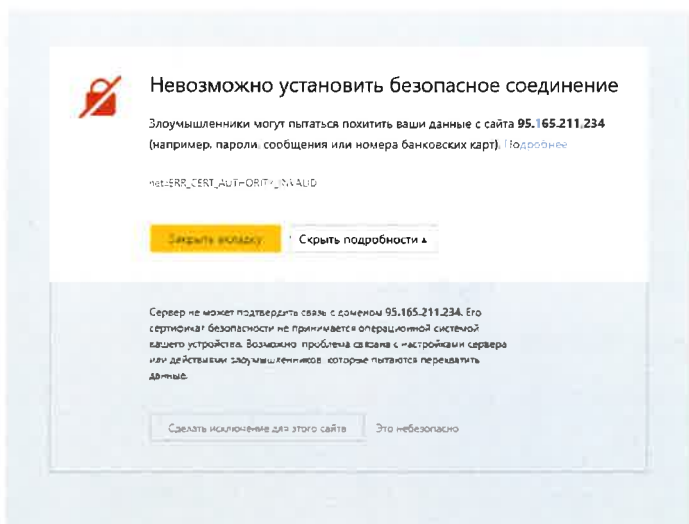 Невозможно установить безопасное соединение
Злоумышленники могут пытаться похитить ваши данные с сайта 95.165.211.234
(например, пароли, сообщения или номера банковских карт). Подробнее
net::ERR_CERT_AUTHORITY_INVALID
Закрыть вкладку
Скрыть подробности ▴
Сервер не может подтвердить связь с доменом 95.165.211.234. Его
сертификат безопасности не принимается операционной системой
вашего устройства. Возможно, проблема связана с настройками сервера
или действиями злоумышленников, которые пытаются перехватить
данные.
Сделать исключение для этого сайта
Это небезопасно